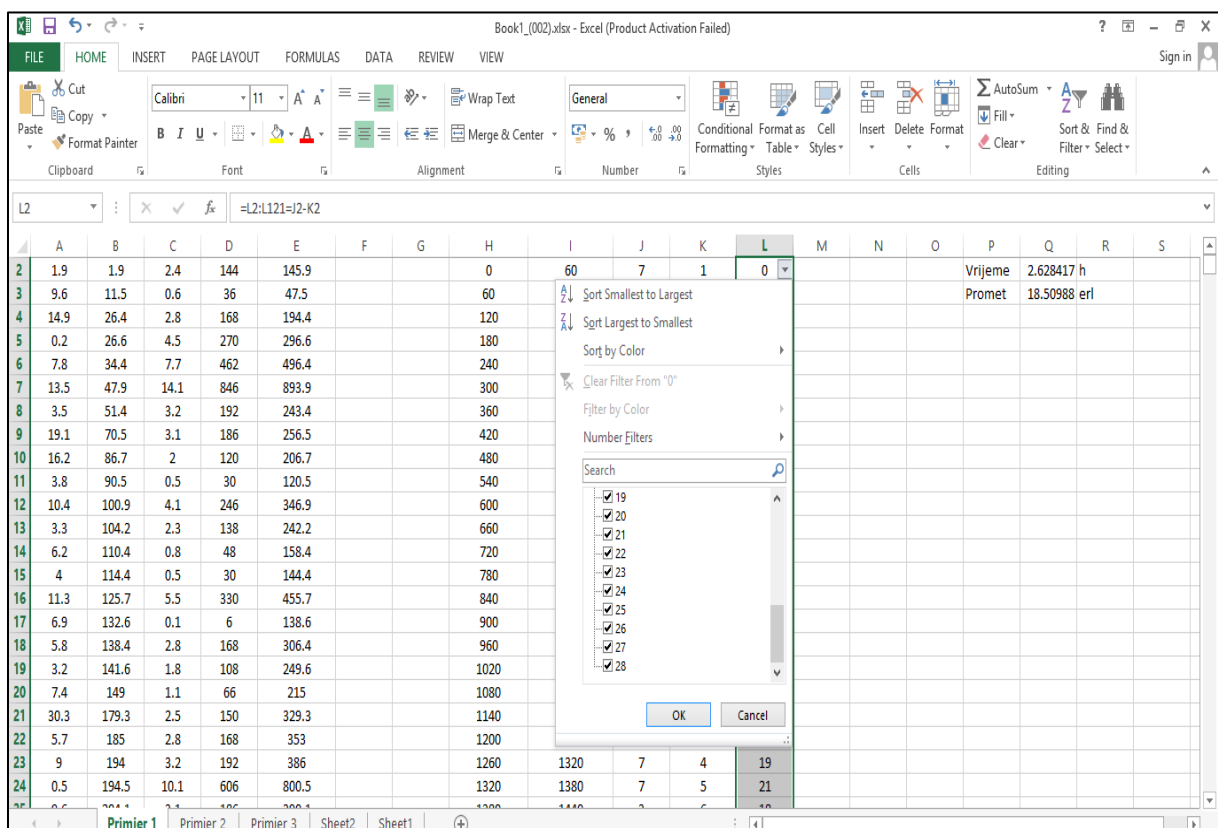 Book1_(002).xlsx - Excel (Product Activation Failed)
FILE HOME INSERT PAGE LAYOUT FORMULAS DATA REVIEW VIEW Sign in
Paste Cut Copy Format Painter Clipboard
Calibri 11 A A B I U A Font
Wrap Text Merge & Center Alignment
General % , .0 .00 .00 .0 Number
Conditional Formatting Format as Table Cell Styles Styles
Insert Delete Format Cells
AutoSum Fill Clear Sort & Filter Find & Select Editing
L2 fx =L2:L121=J2-K2
A B C D E F G H I J K L M N O P Q R S
2 1.9 1.9 2.4 144 145.9 0 60 7 1 0 Vrijeme 2.628417 h
3 9.6 11.5 0.6 36 47.5 60 Promet 18.50988 erl
4 14.9 26.4 2.8 168 194.4 120
5 0.2 26.6 4.5 270 296.6 180
6 7.8 34.4 7.7 462 496.4 240
7 13.5 47.9 14.1 846 893.9 300
8 3.5 51.4 3.2 192 243.4 360
9 19.1 70.5 3.1 186 256.5 420
10 16.2 86.7 2 120 206.7 480
11 3.8 90.5 0.5 30 120.5 540
12 10.4 100.9 4.1 246 346.9 600
13 3.3 104.2 2.3 138 242.2 660
14 6.2 110.4 0.8 48 158.4 720
15 4 114.4 0.5 30 144.4 780
16 11.3 125.7 5.5 330 455.7 840
17 6.9 132.6 0.1 6 138.6 900
18 5.8 138.4 2.8 168 306.4 960
19 3.2 141.6 1.8 108 249.6 1020
20 7.4 149 1.1 66 215 1080
21 30.3 179.3 2.5 150 329.3 1140
22 5.7 185 2.8 168 353 1200
23 9 194 3.2 192 386 1260 1320 7 4 19
24 0.5 194.5 10.1 606 800.5 1320 1380 7 5 21
Sort Smallest to Largest
Sort Largest to Smallest
Sort by Color
Clear Filter From "0"
Filter by Color
Number Filters
Search
19
20
21
22
23
24
25
26
27
28
OK Cancel
Primjer 1 Primjer 2 Primjer 3 Sheet2 Sheet1